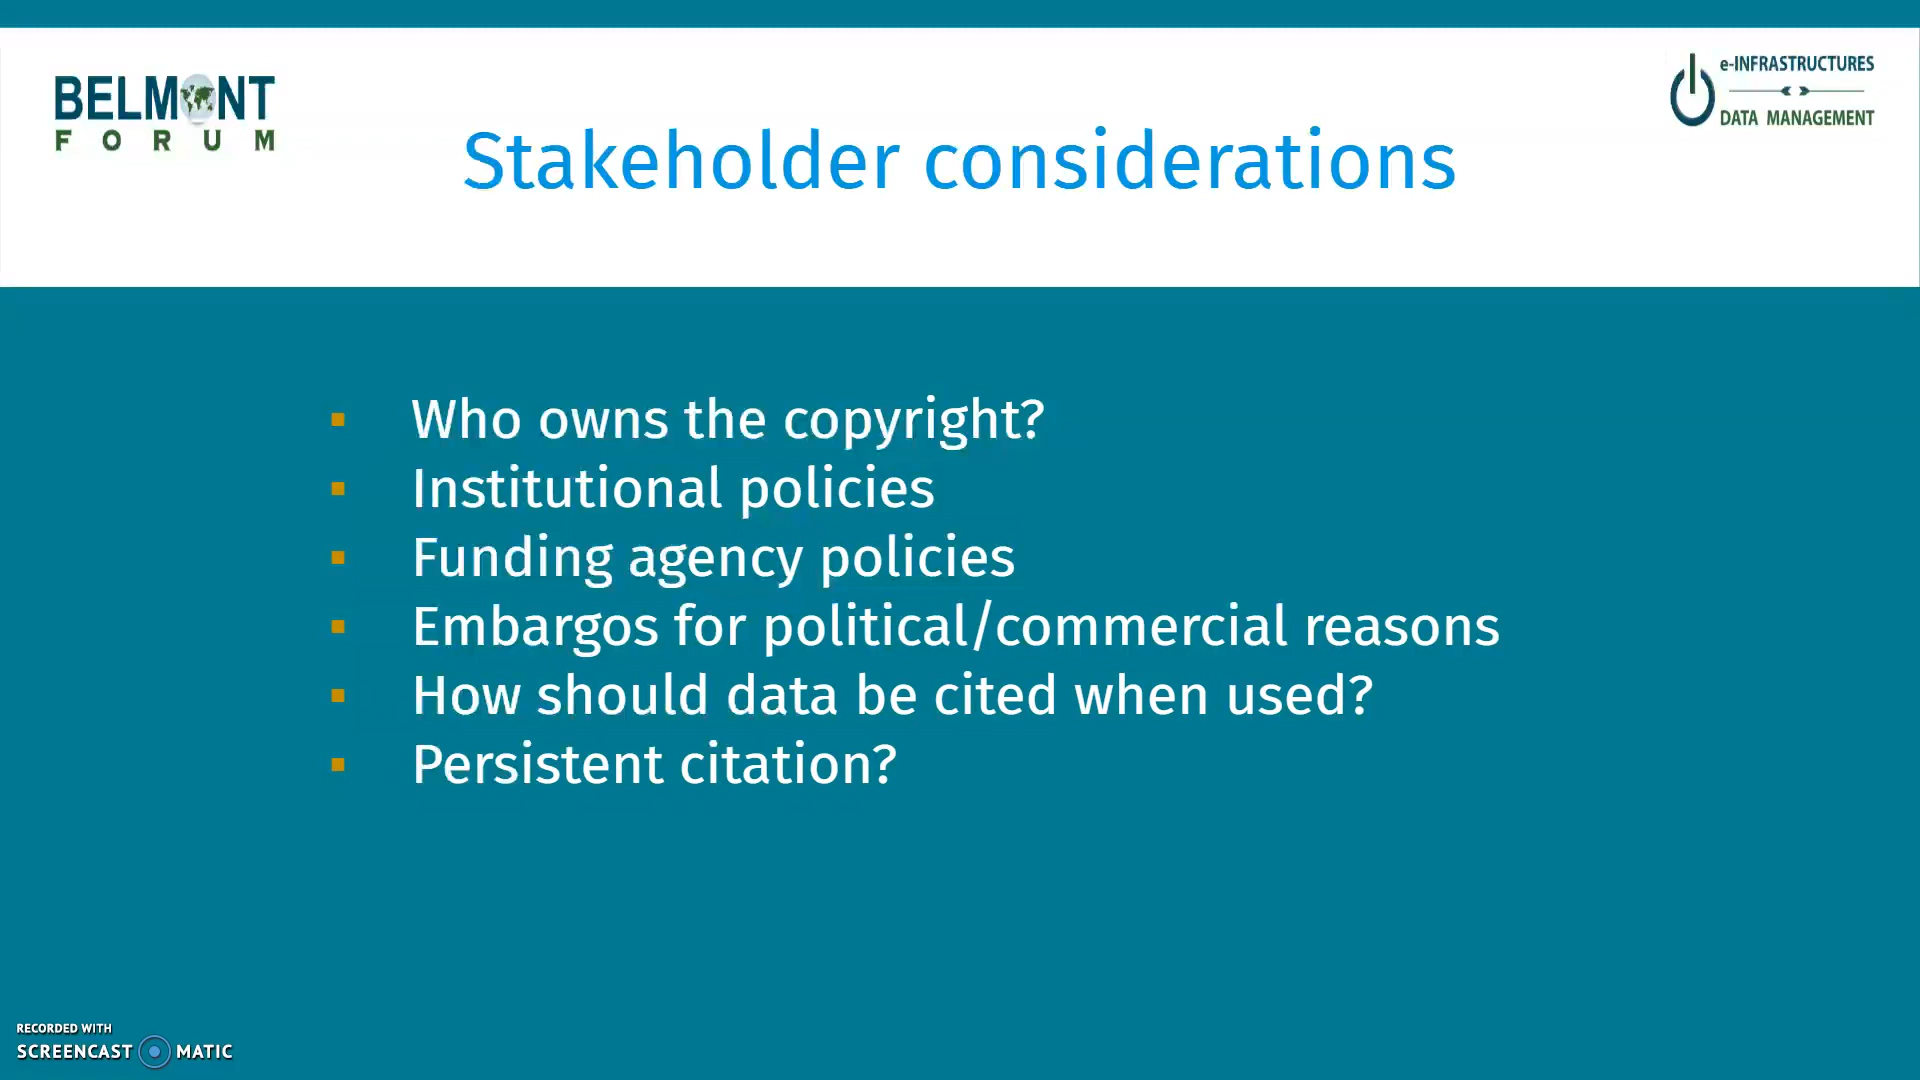 BELMONT
FORUM
e-INFRASTRUCTURES
DATA MANAGEMENT
Stakeholder considerations
▪ Who owns the copyright?
▪ Institutional policies
▪ Funding agency policies
▪ Embargos for political/commercial reasons
▪ How should data be cited when used?
▪ Persistent citation?
RECORDED WITH
SCREENCAST MATIC